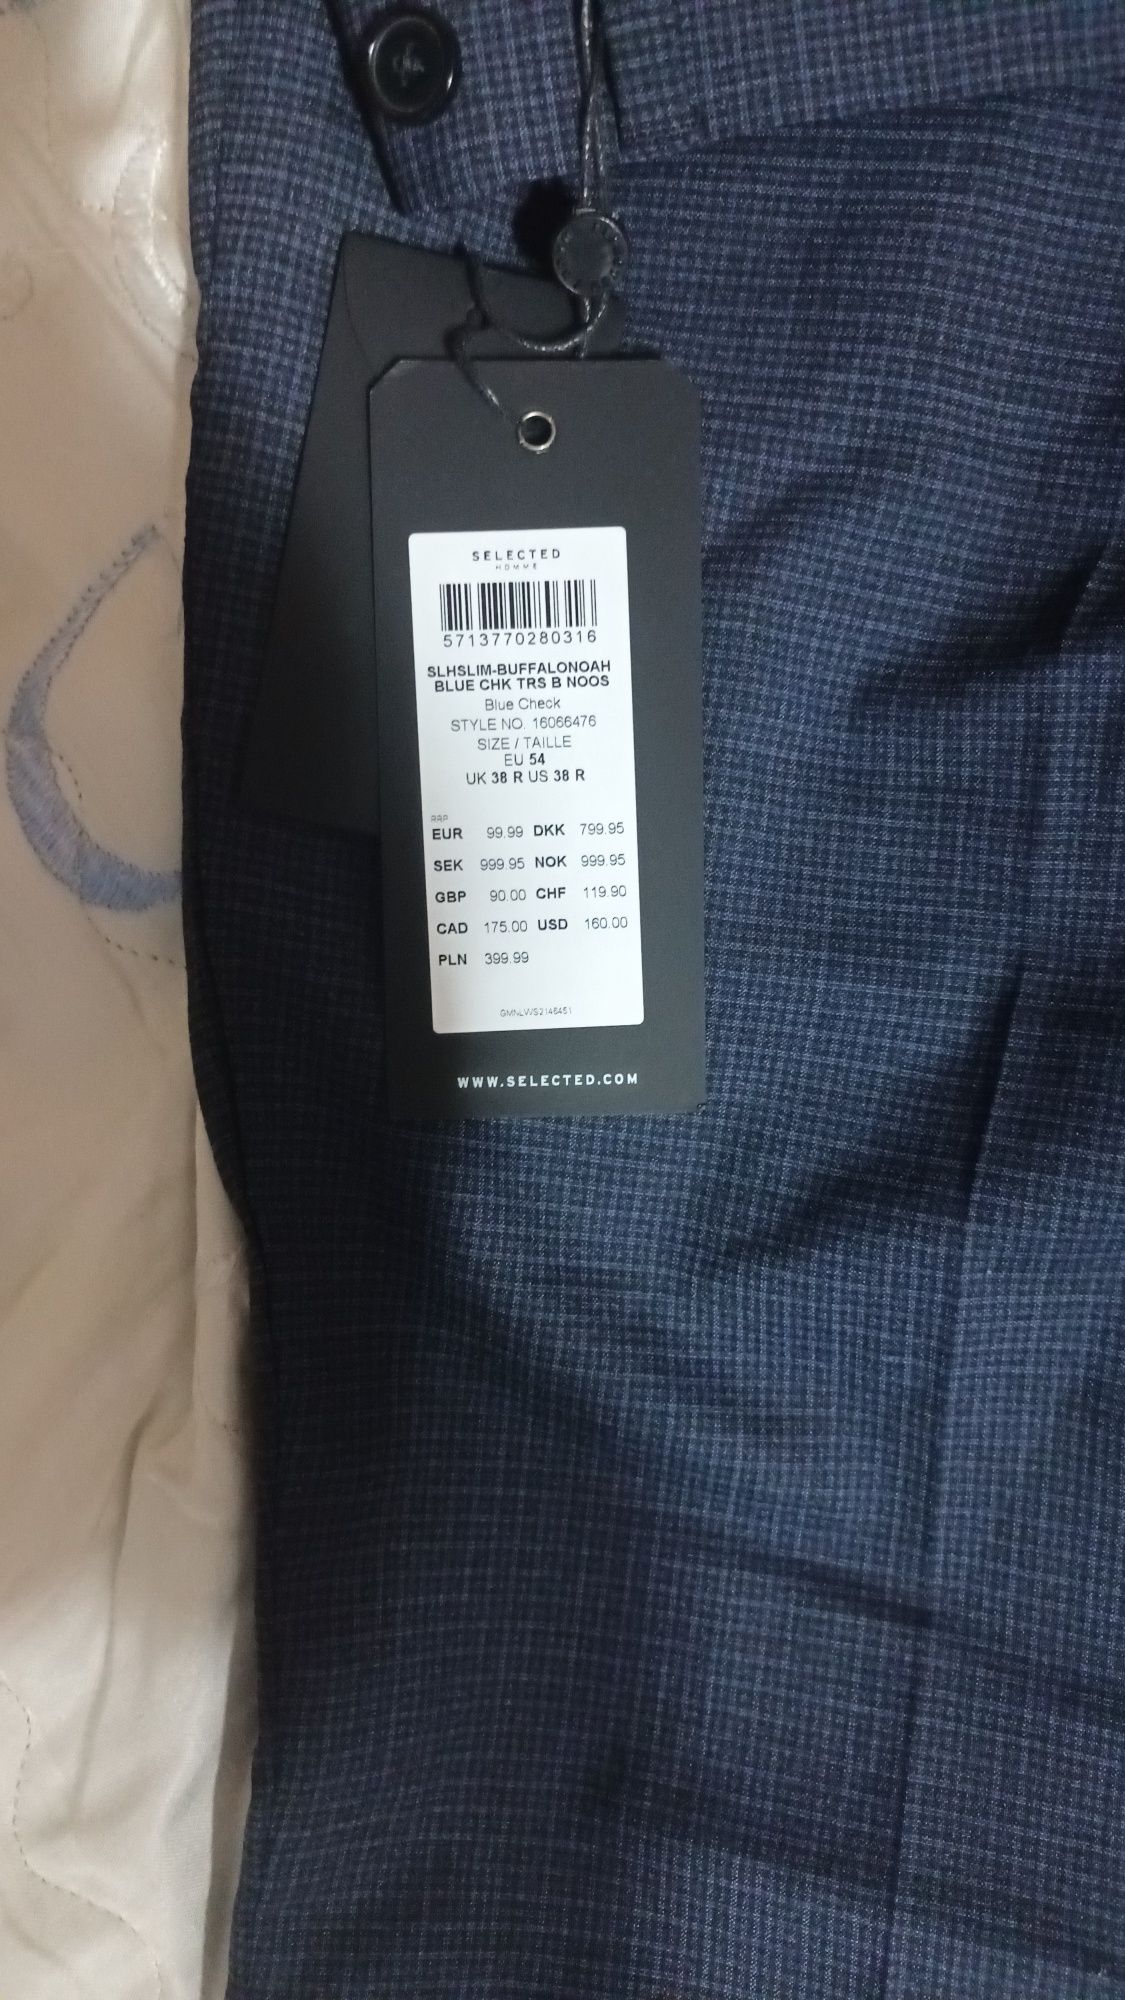 SELECTED
HOMME
5713770280316
SLHSLIM-BUFFALONOAH
BLUE CHK TRS B NOOS
Blue Check
STYLE NO. 16066476
SIZE / TAILLE
EU 54
UK 38 R US 38 R
RRP
EUR 99.99 DKK 799.95
SEK 999.95 NOK 999.95
GBP 90.00 CHF 119.90
CAD 175.00 USD 160.00
PLN 399.99
WWW.SELECTED.COM